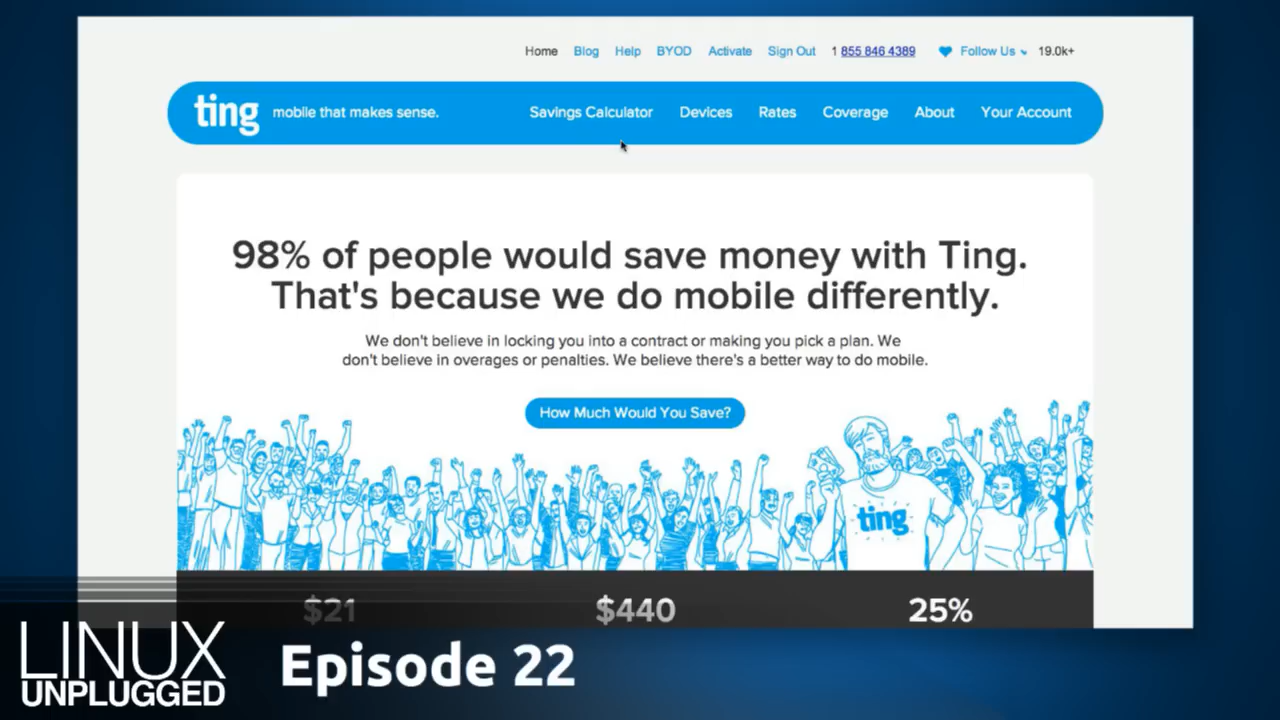 Home Blog Help BYOD Activate Sign Out 1 855 846 4389 Follow Us 19.0k+
ting mobile that makes sense. Savings Calculator Devices Rates Coverage About Your Account
98% of people would save money with Ting.
That's because we do mobile differently.
We don't believe in locking you into a contract or making you pick a plan. We
don't believe in overages or penalties. We believe there's a better way to do mobile.
How Much Would You Save?
ting
$21 $440 25%
LINUX
UNPLUGGED
Episode 22